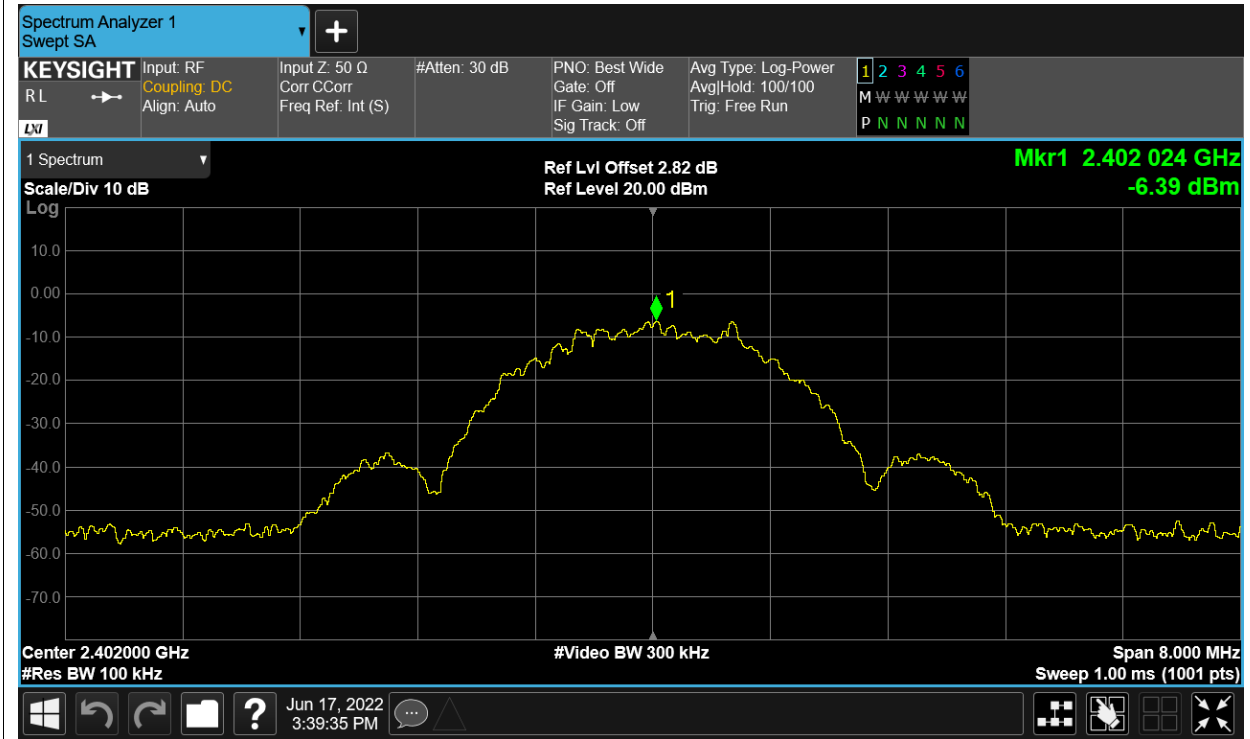 Spectrum Analyzer 1
Swept SA
KEYSIGHT
RL
LXI
Input: RF
Coupling: DC
Align: Auto
Input Z: 50 Ω
Corr CCorr
Freq Ref: Int (S)
#Atten: 30 dB
PNO: Best Wide
Gate: Off
IF Gain: Low
Sig Track: Off
Avg Type: Log-Power
Avg|Hold: 100/100
Trig: Free Run
1 2 3 4 5 6
M W W W W W
P N N N N N
1 Spectrum
Scale/Div 10 dB
Log
Ref Lvl Offset 2.82 dB
Ref Level 20.00 dBm
Mkr1 2.402 024 GHz
-6.39 dBm
10.0
0.00
-10.0
-20.0
-30.0
-40.0
-50.0
-60.0
-70.0
1
Center 2.402000 GHz
#Res BW 100 kHz
#Video BW 300 kHz
Span 8.000 MHz
Sweep 1.00 ms (1001 pts)
?
Jun 17, 2022
3:39:35 PM